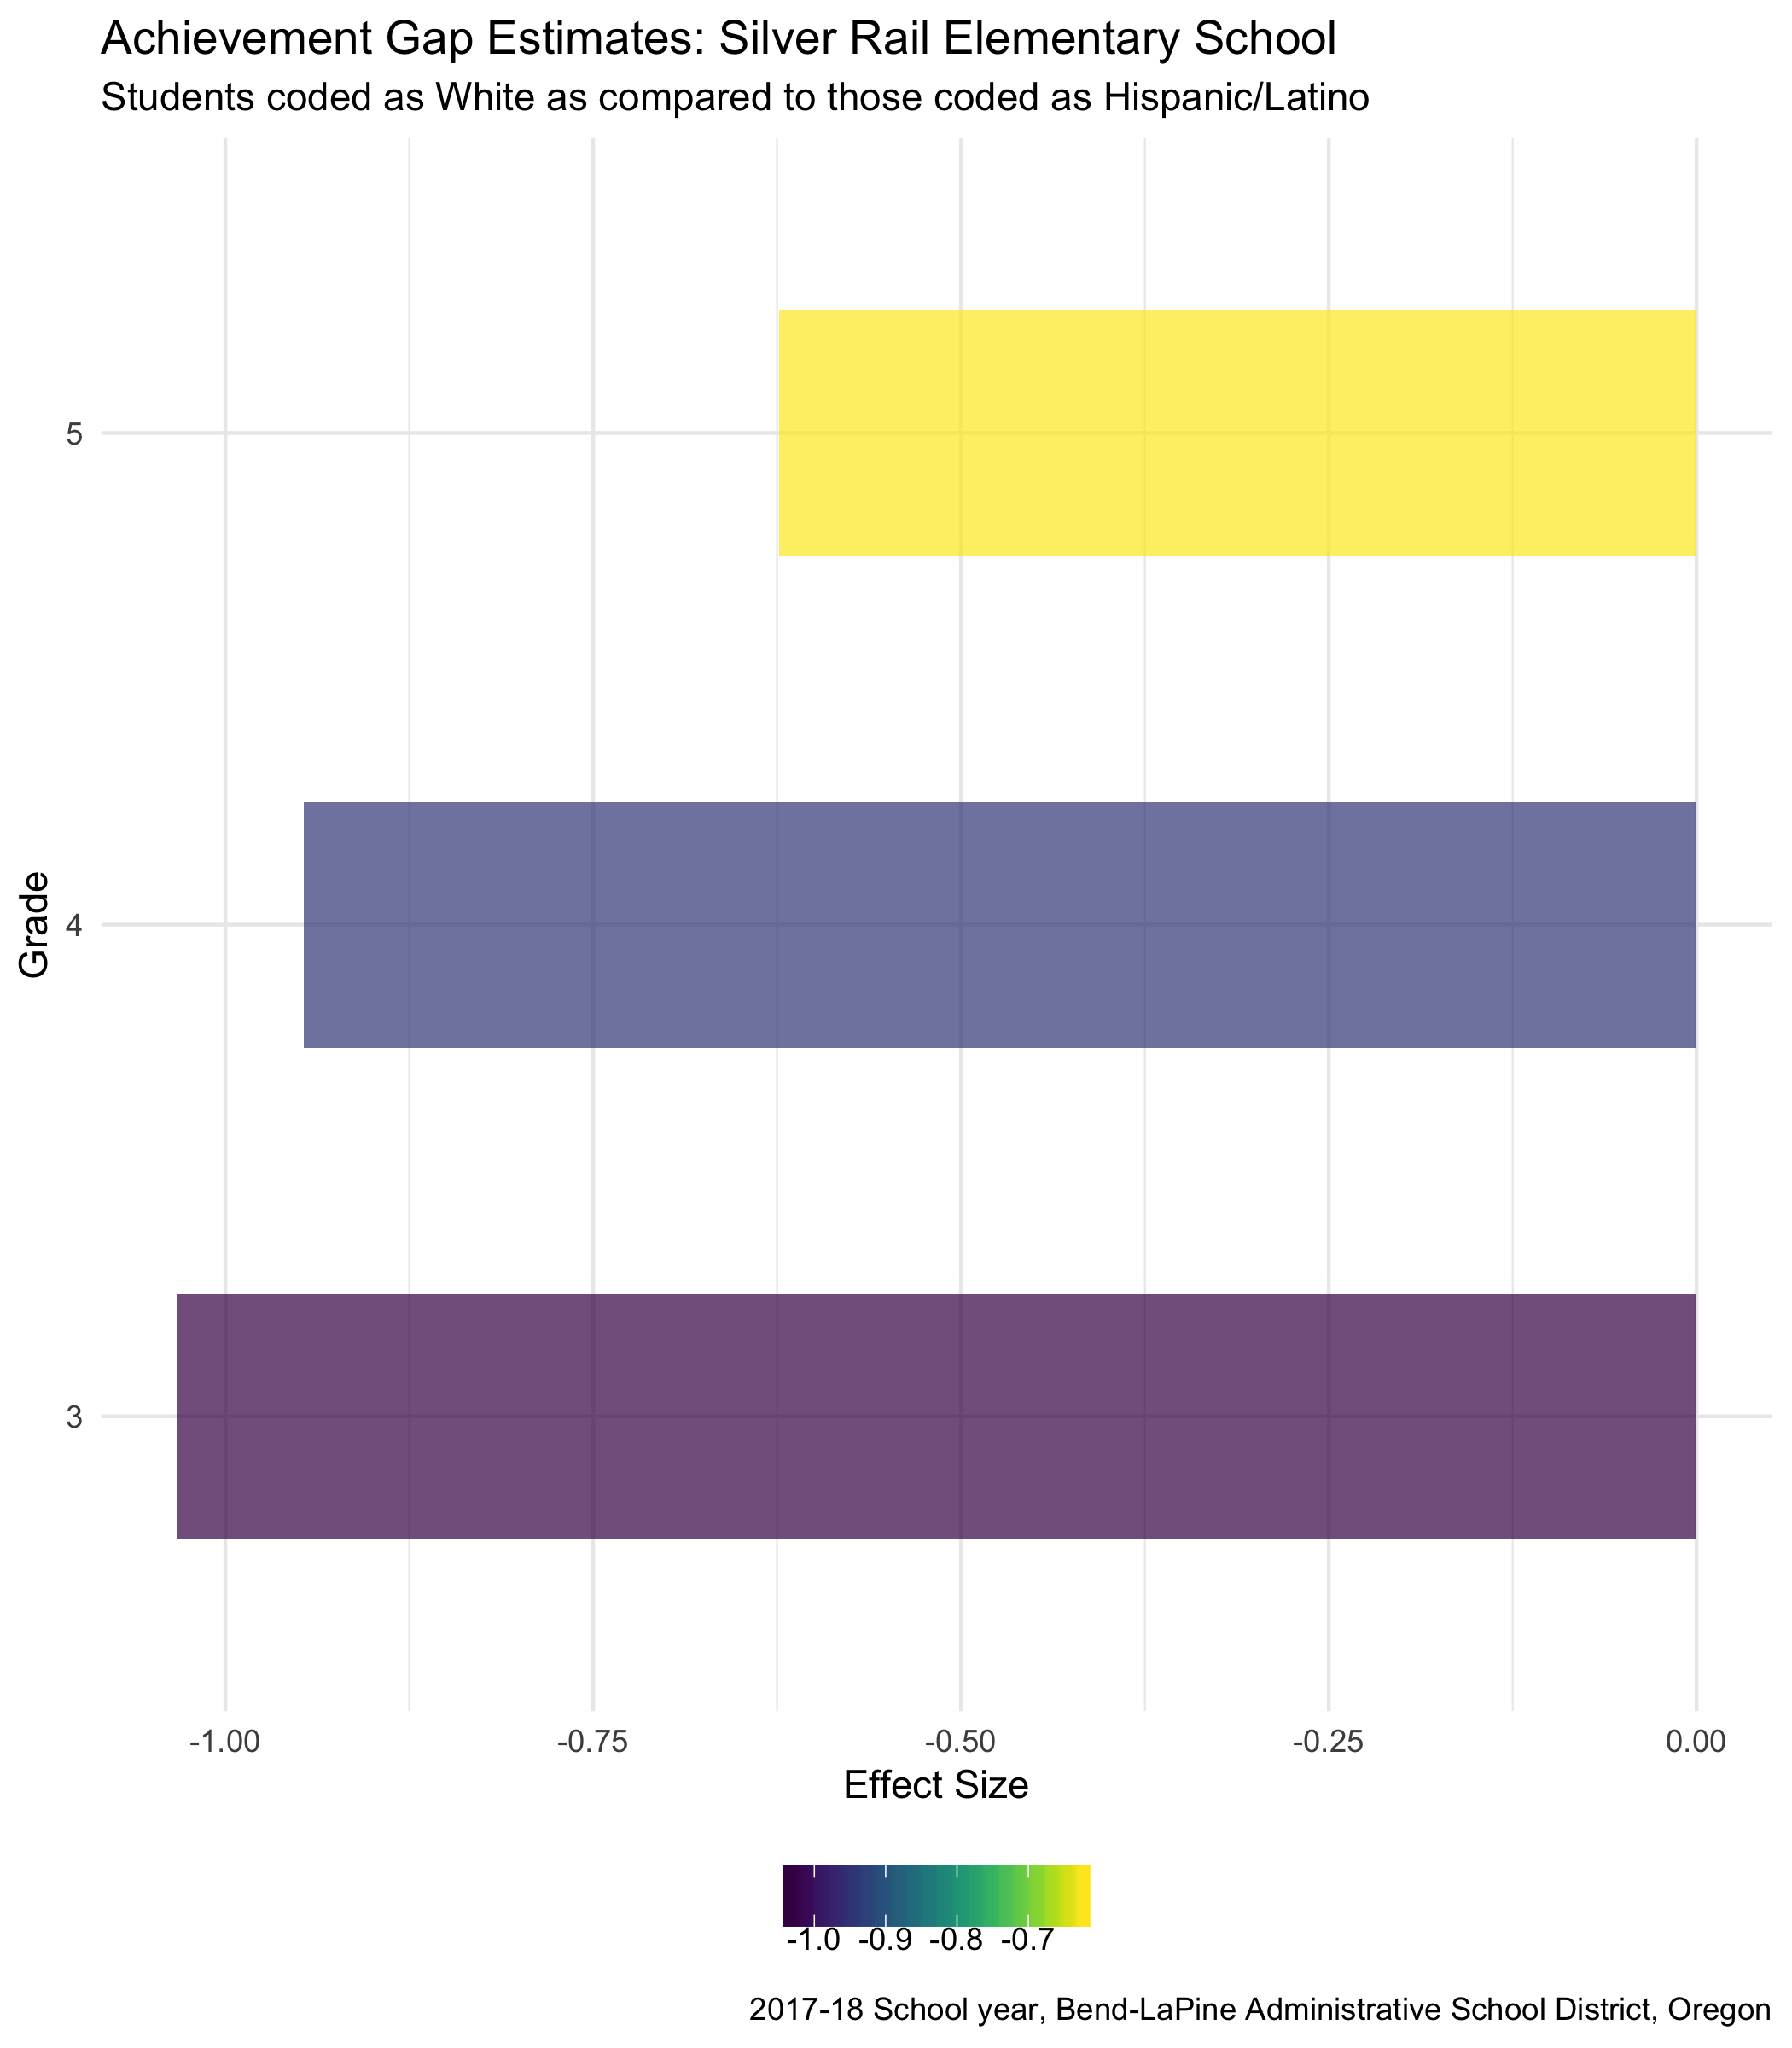 Achievement Gap Estimates: Silver Rail Elementary School
Students coded as White as compared to those coded as Hispanic/Latino
5
4
3
Grade
-1.00 -0.75 -0.50 -0.25 0.00
Effect Size
-1.0 -0.9 -0.8 -0.7
2017-18 School year, Bend-LaPine Administrative School District, Oregon